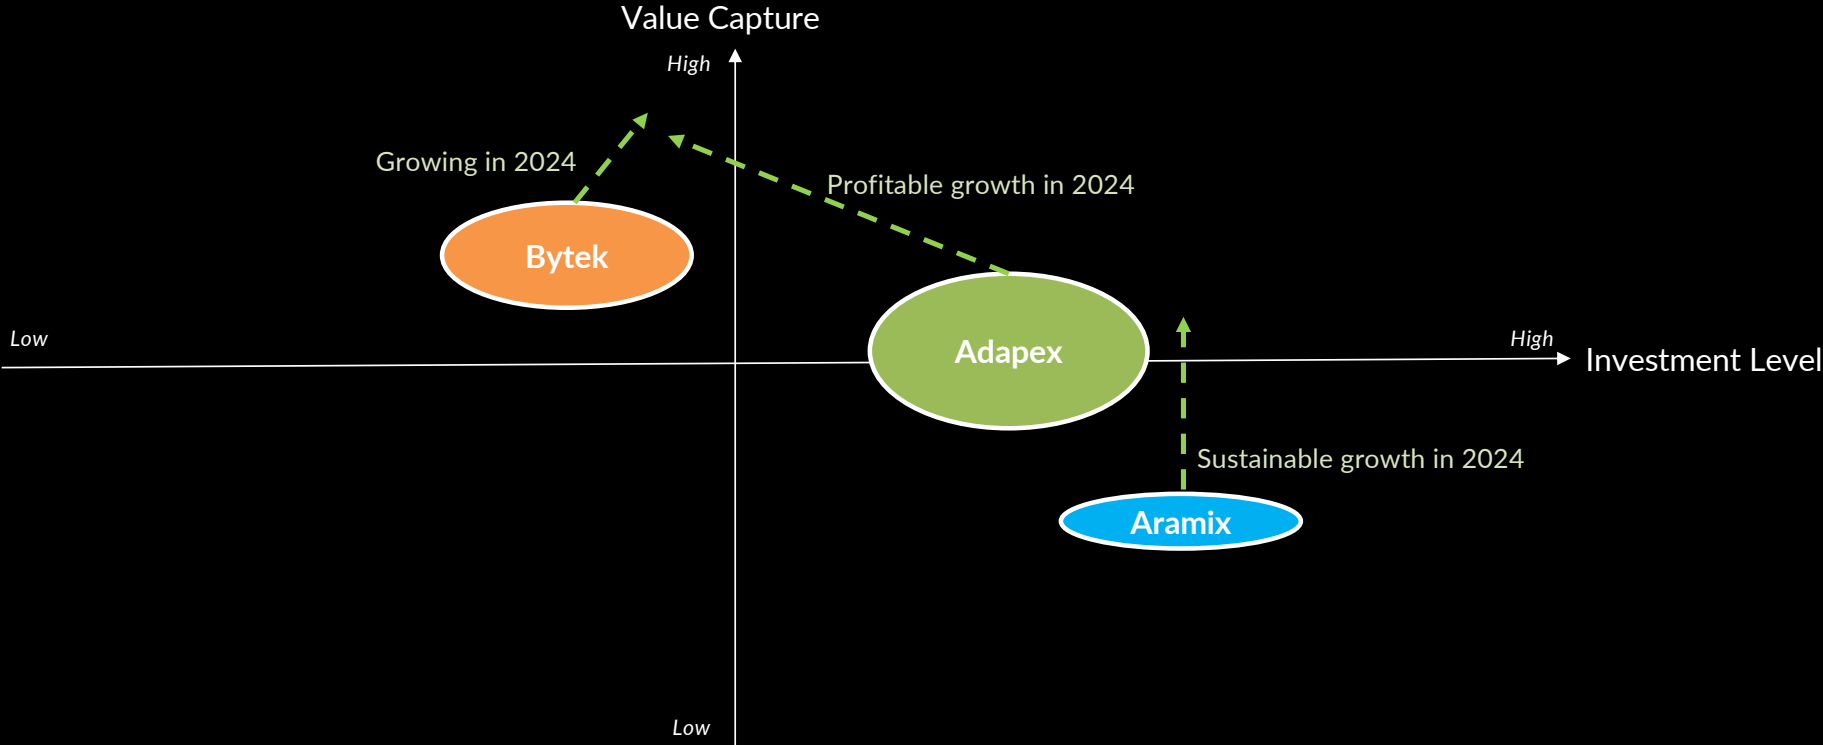 Value Capture
High
Growing in 2024
Profitable growth in 2024
Bytek
Low
Adapex
High
Investment Level
Sustainable growth in 2024
Aramix
Low